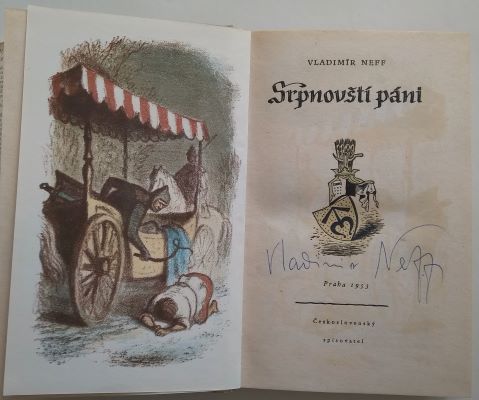 VLADIMÍR NEFF
Srpnovští páni
Vladimír Neff
Praha 1953
Československý
spisovatel